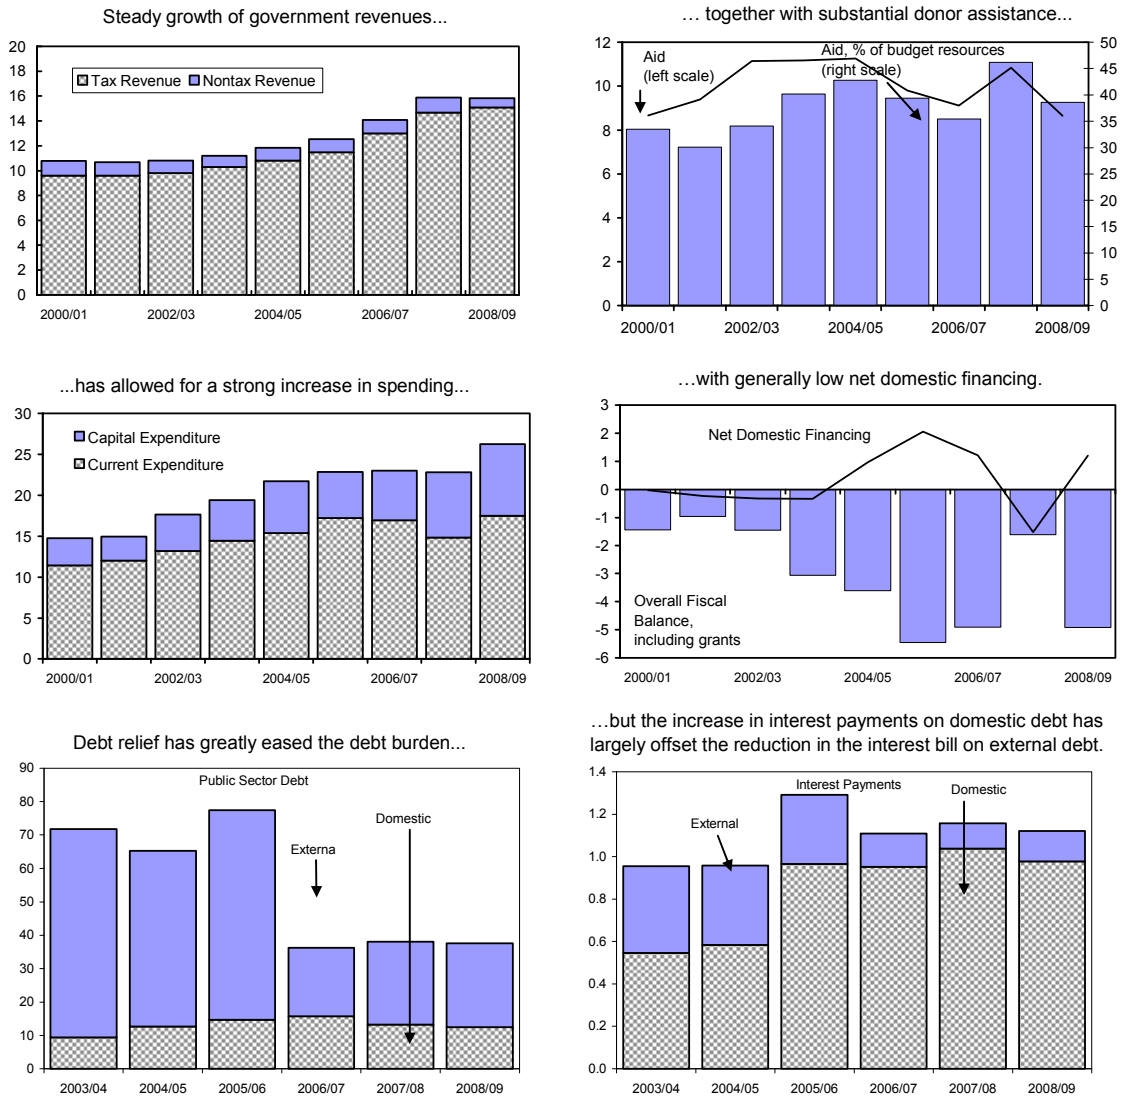 Steady growth of government revenues...
20
18
16
14
12
10
8
6
4
2
0
Tax Revenue Nontax Revenue
2000/01 2002/03 2004/05 2006/07 2008/09
… together with substantial donor assistance...
12
10
8
6
4
2
0
Aid
(left scale)
Aid, % of budget resources
(right scale)
50
45
40
35
30
25
20
15
10
5
0
2000/01 2002/03 2004/05 2006/07 2008/09
...has allowed for a strong increase in spending...
30
25
20
15
10
5
0
Capital Expenditure
Current Expenditure
2000/01 2002/03 2004/05 2006/07 2008/09
…with generally low net domestic financing.
3
2
1
0
-1
-2
-3
-4
-5
-6
Net Domestic Financing
Overall Fiscal
Balance,
including grants
2000/01 2002/03 2004/05 2006/07 2008/09
Debt relief has greatly eased the debt burden...
90
80
70
60
50
40
30
20
10
0
Public Sector Debt
Domestic
Externa
2003/04 2004/05 2005/06 2006/07 2007/08 2008/09
…but the increase in interest payments on domestic debt has
largely offset the reduction in the interest bill on external debt.
1.4
1.2
1.0
0.8
0.6
0.4
0.2
0.0
Interest Payments
Domestic
External
2003/04 2004/05 2005/06 2006/07 2007/08 2008/09